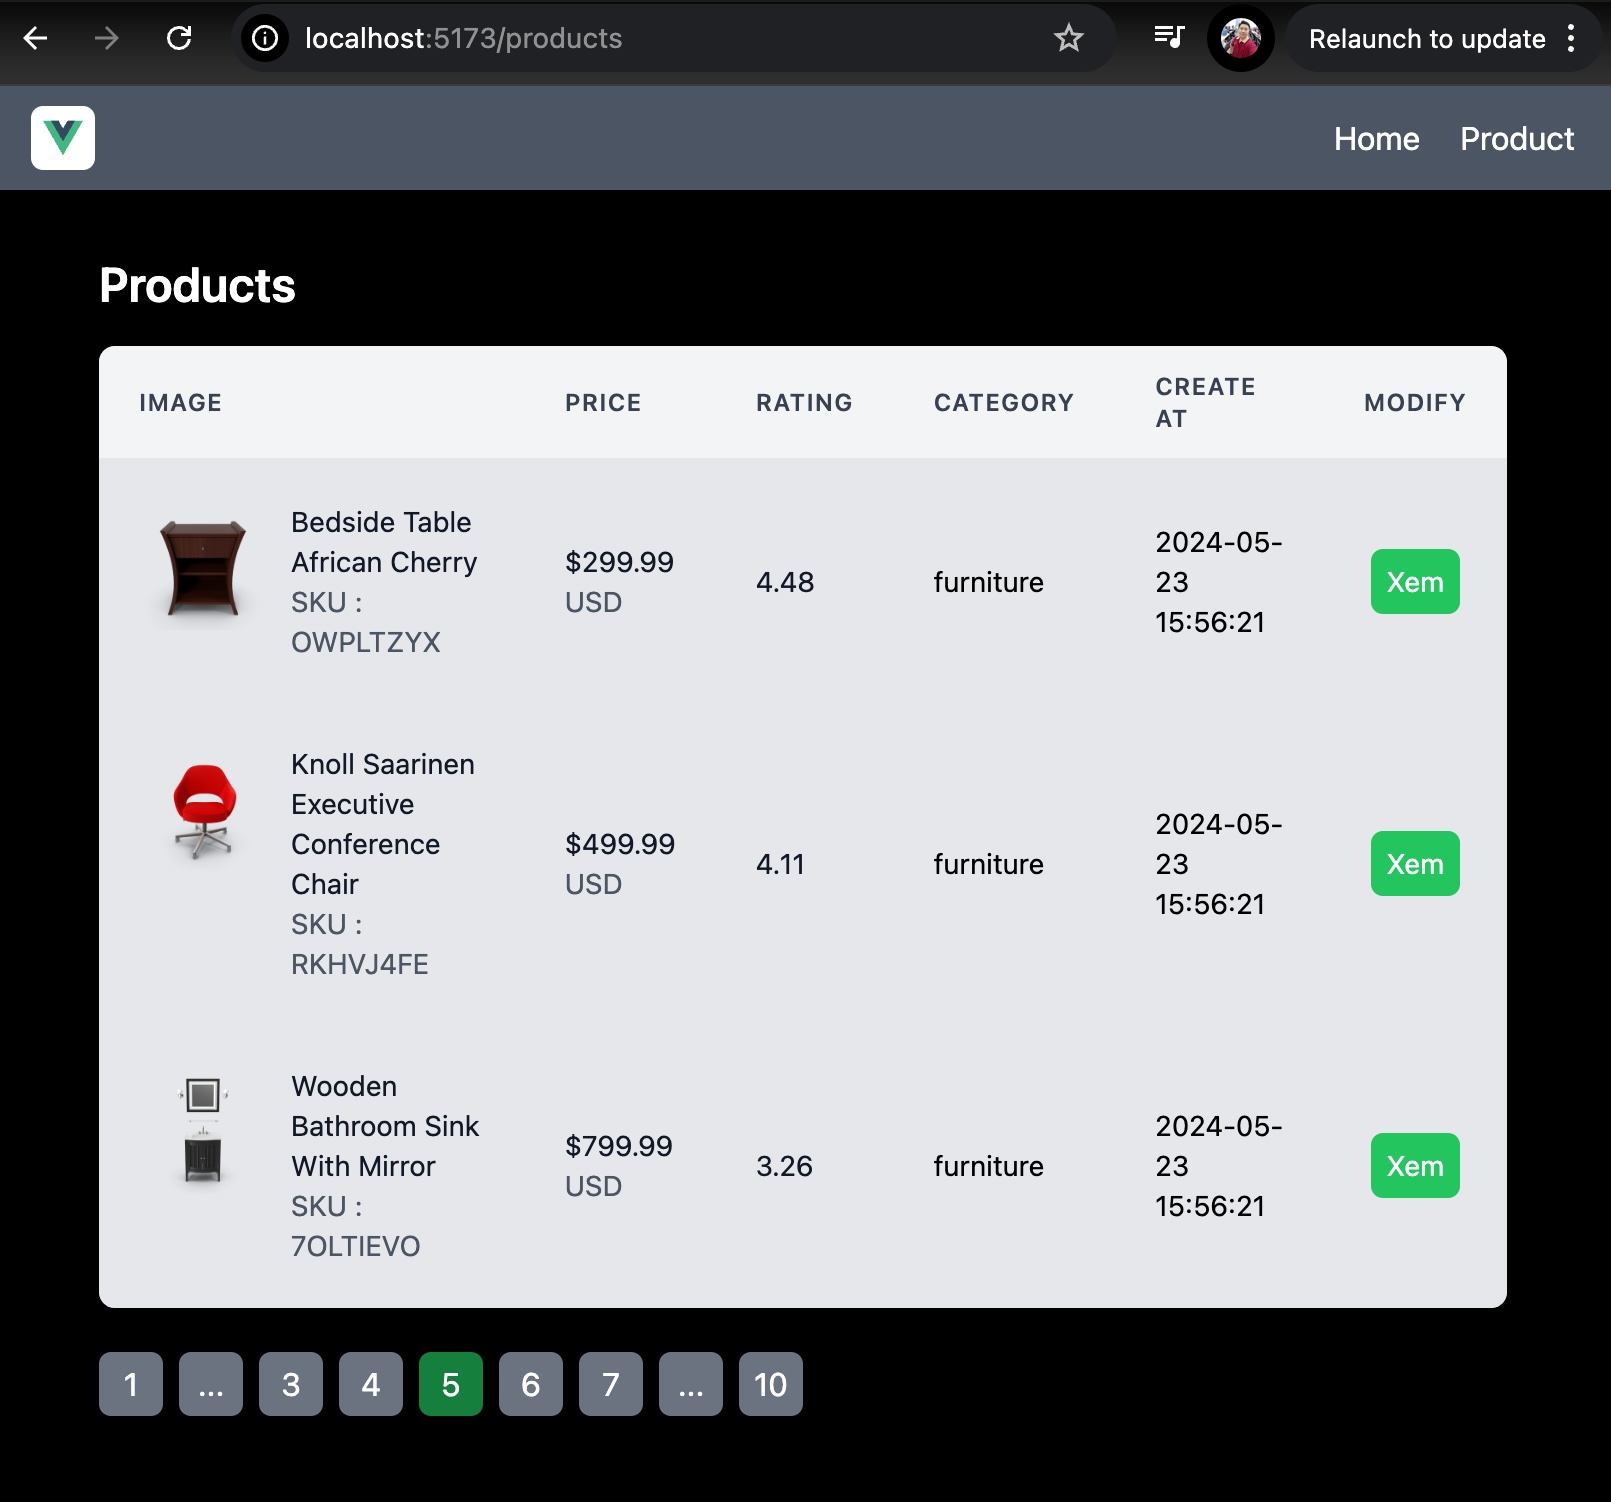 localhost:5173/products
Relaunch to update
Home Product
Products
IMAGE PRICE RATING CATEGORY CREATE AT MODIFY
Bedside Table
African Cherry
SKU :
OWPLTZYX
$299.99
USD
4.48
furniture
2024-05-
23
15:56:21
Xem
Knoll Saarinen
Executive
Conference
Chair
SKU :
RKHVJ4FE
$499.99
USD
4.11
furniture
2024-05-
23
15:56:21
Xem
Wooden
Bathroom Sink
With Mirror
SKU :
7OLTIEVO
$799.99
USD
3.26
furniture
2024-05-
23
15:56:21
Xem
1 ... 3 4 5 6 7 ... 10